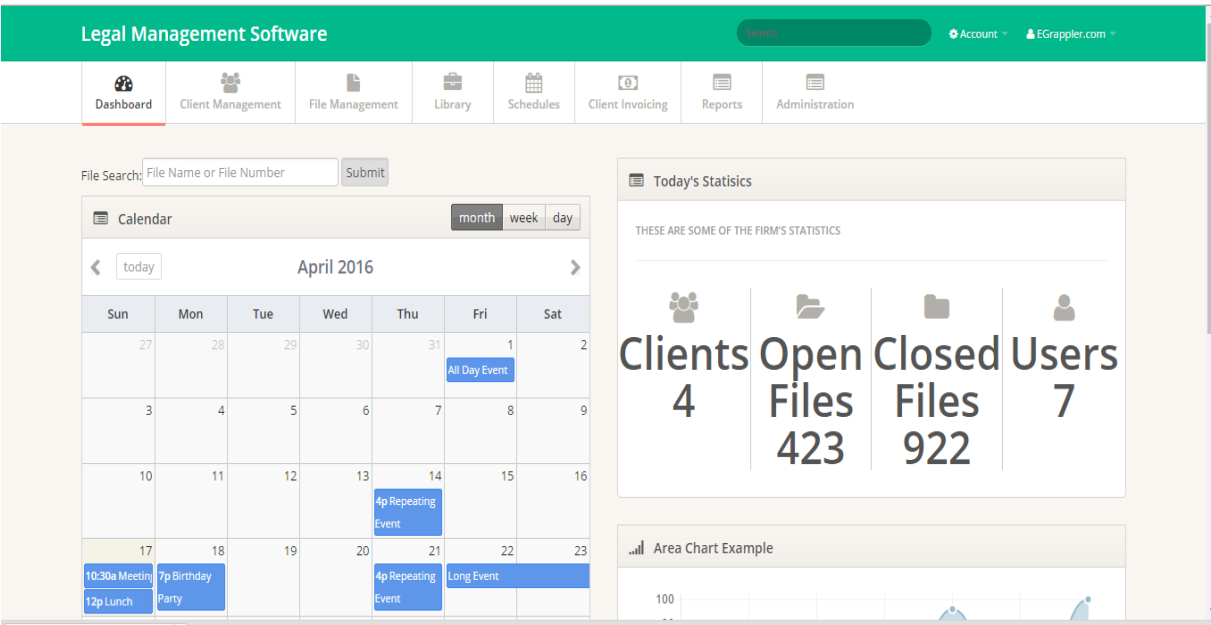 Legal Management Software
Search
Account
EGrappler.com
Dashboard
Client Management
File Management
Library
Schedules
Client Invoicing
Reports
Administration
File Search:
File Name or File Number
Submit
Calendar
month week day
today
April 2016
Sun Mon Tue Wed Thu Fri Sat
27 28 29 30 31 1 2
All Day Event
3 4 5 6 7 8 9
10 11 12 13 14 15 16
4p Repeating
Event
17 18 19 20 21 22 23
10:30a Meeting
12p Lunch
7p Birthday
Party
4p Repeating
Event
Long Event
Today's Statisics
THESE ARE SOME OF THE FIRM'S STATISTICS
Clients
4
Open
Files
423
Closed
Files
922
Users
7
Area Chart Example
100